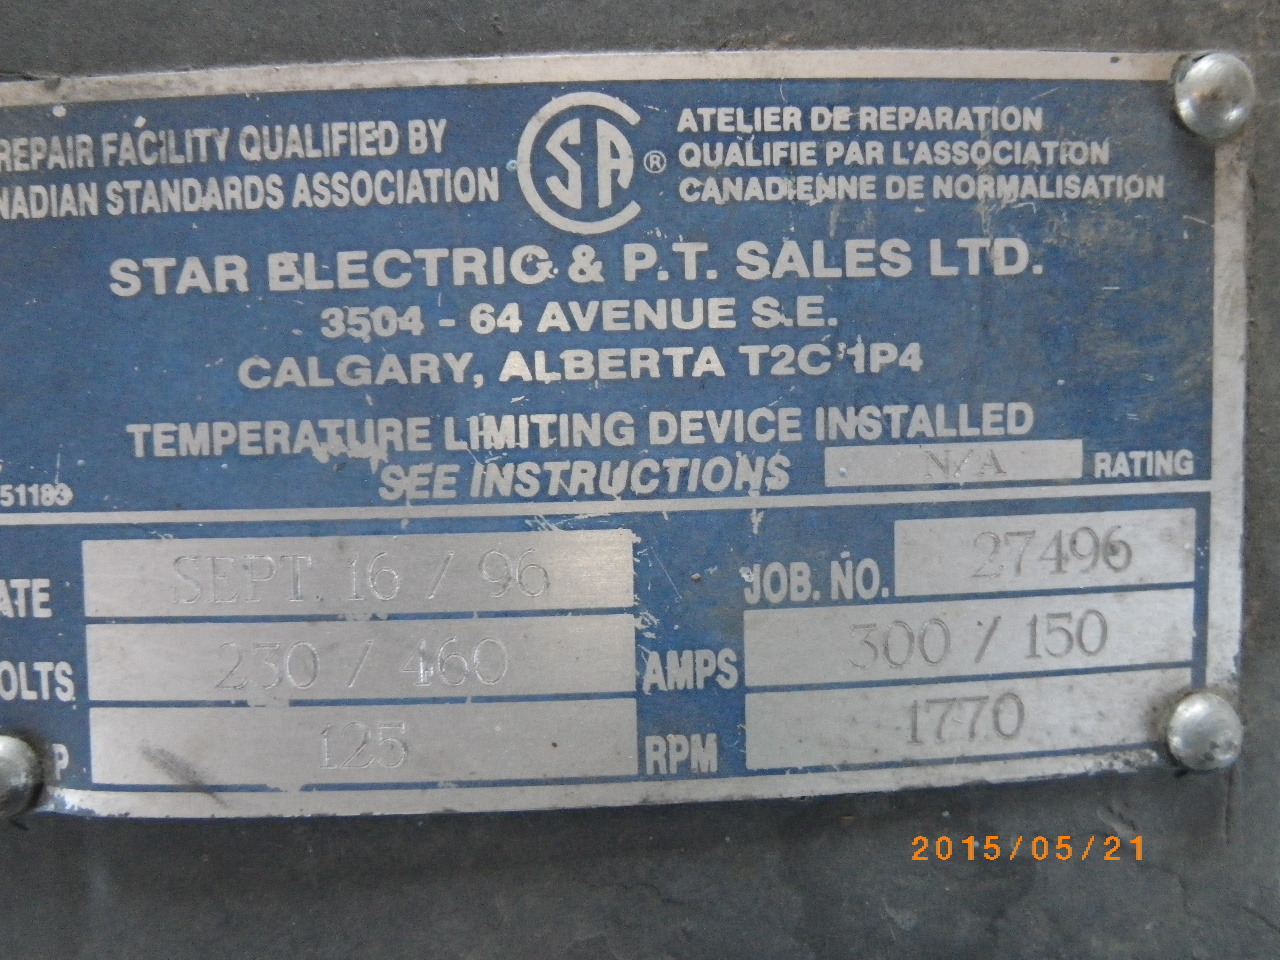 REPAIR FACILITY QUALIFIED BY
NADIAN STANDARDS ASSOCIATION
SA ®
ATELIER DE REPARATION
QUALIFIE PAR L'ASSOCIATION
CANADIENNE DE NORMALISATION
STAR ELECTRIC & P.T. SALES LTD.
3504 - 64 AVENUE S.E.
CALGARY, ALBERTA T2C 1P4
TEMPERATURE LIMITING DEVICE INSTALLED
SEE INSTRUCTIONS N/A RATING
51183
ATE SEPT. 16 / 96 JOB. NO. 27496
OLTS 230 / 460 AMPS 300 / 150
P 125 RPM 1770
2015/05/21